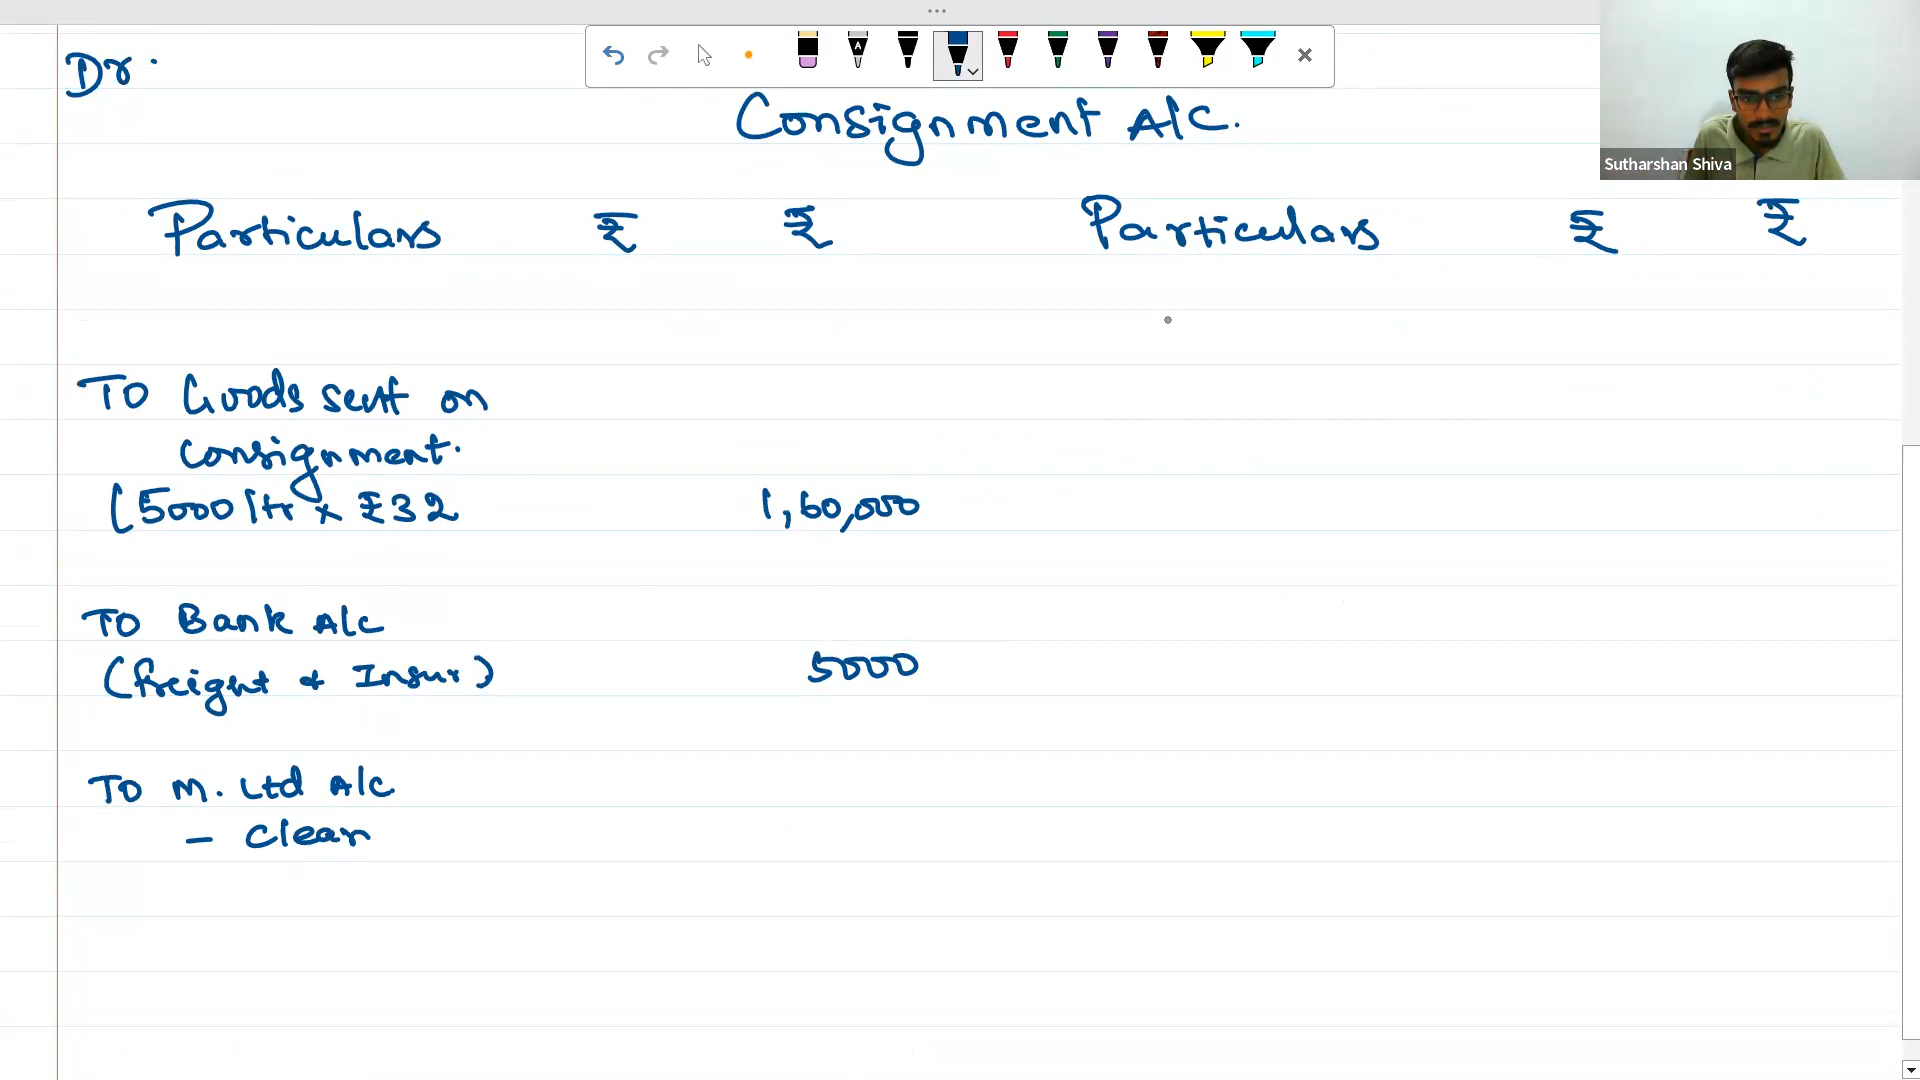 Dr.
Consignment A/c.
Sutharshan Shiva
Particulars ₹ ₹ Particulars ₹ ₹
To Goods sent on
consignment.
(5000 ltr x ₹32 1,60,000
To Bank A/c
(freight & Insur) 5000
To M. Ltd A/c
- Clear